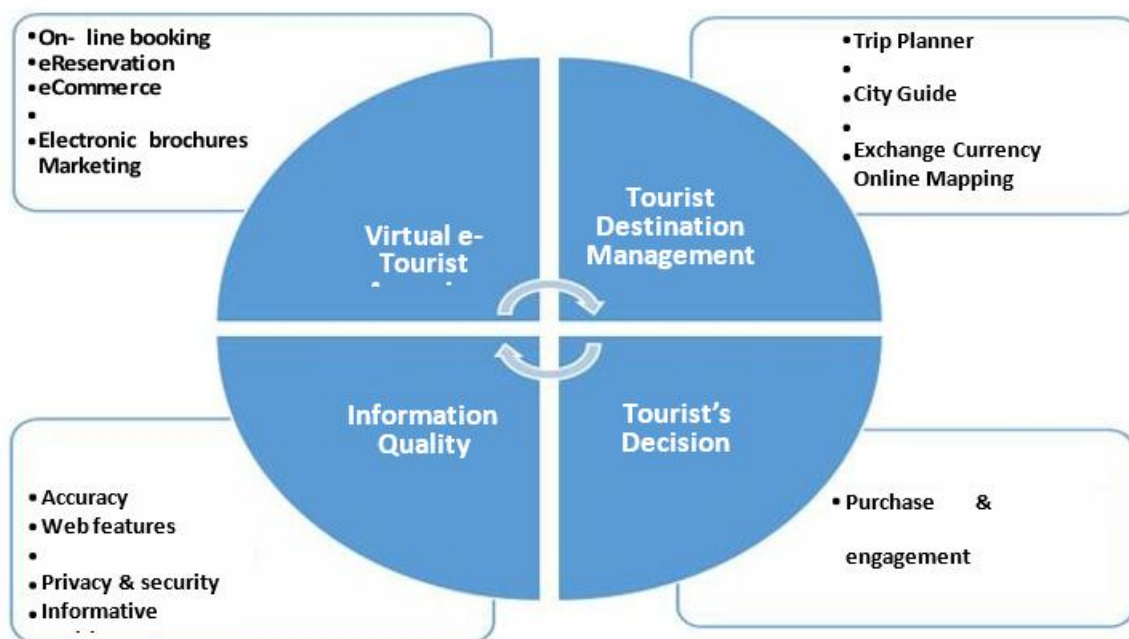 • On- line booking
• eReservation
• eCommerce
•
• Electronic brochures
Marketing
• Trip Planner
•
• City Guide
•
• Exchange Currency
Online Mapping
Virtual e-
Tourist
Tourist
Destination
Management
Information
Quality
Tourist’s
Decision
• Accuracy
• Web features
•
• Privacy & security
• Informative
• Purchase &
engagement